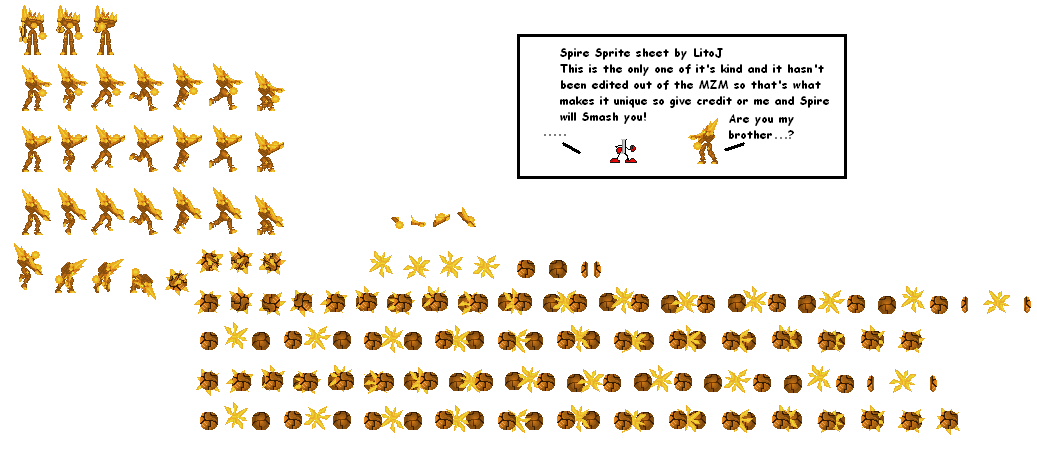 Spire Sprite sheet by LitoJ
This is the only one of it's kind and it hasn't
been edited out of the MZM so that's what
makes it unique so give credit or me and Spire
will Smash you!
.....
Are you my
brother...?